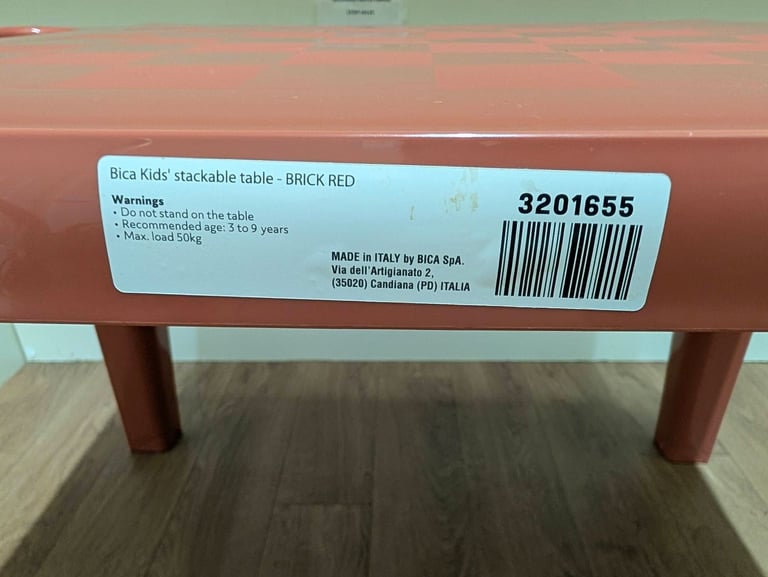 Bica Kids' stackable table - BRICK RED
Warnings
• Do not stand on the table
• Recommended age: 3 to 9 years
• Max. load 50kg
MADE in ITALY by BICA SpA.
Via dell'Artigianato 2,
(35020) Candiana (PD) ITALIA
3201655